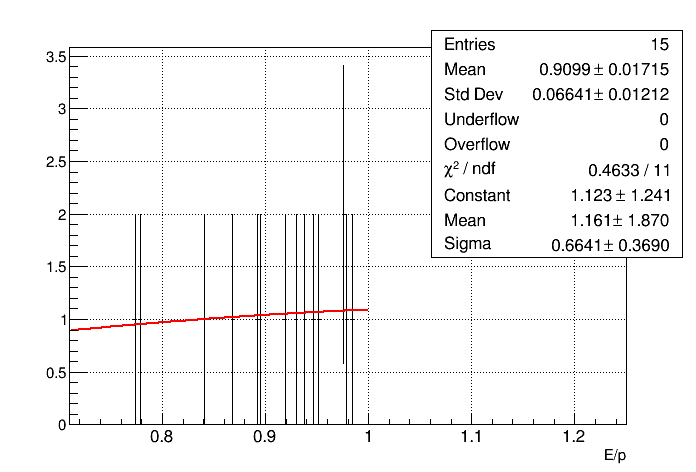 Entries 15
Mean 0.9099 ± 0.01715
Std Dev 0.06641 ± 0.01212
Underflow 0
Overflow 0
χ² / ndf 0.4633 / 11
Constant 1.123 ± 1.241
Mean 1.161 ± 1.870
Sigma 0.6641 ± 0.3690
3.5
3
2.5
2
1.5
1
0.5
0
0.8 0.9 1 1.1 1.2
E/p